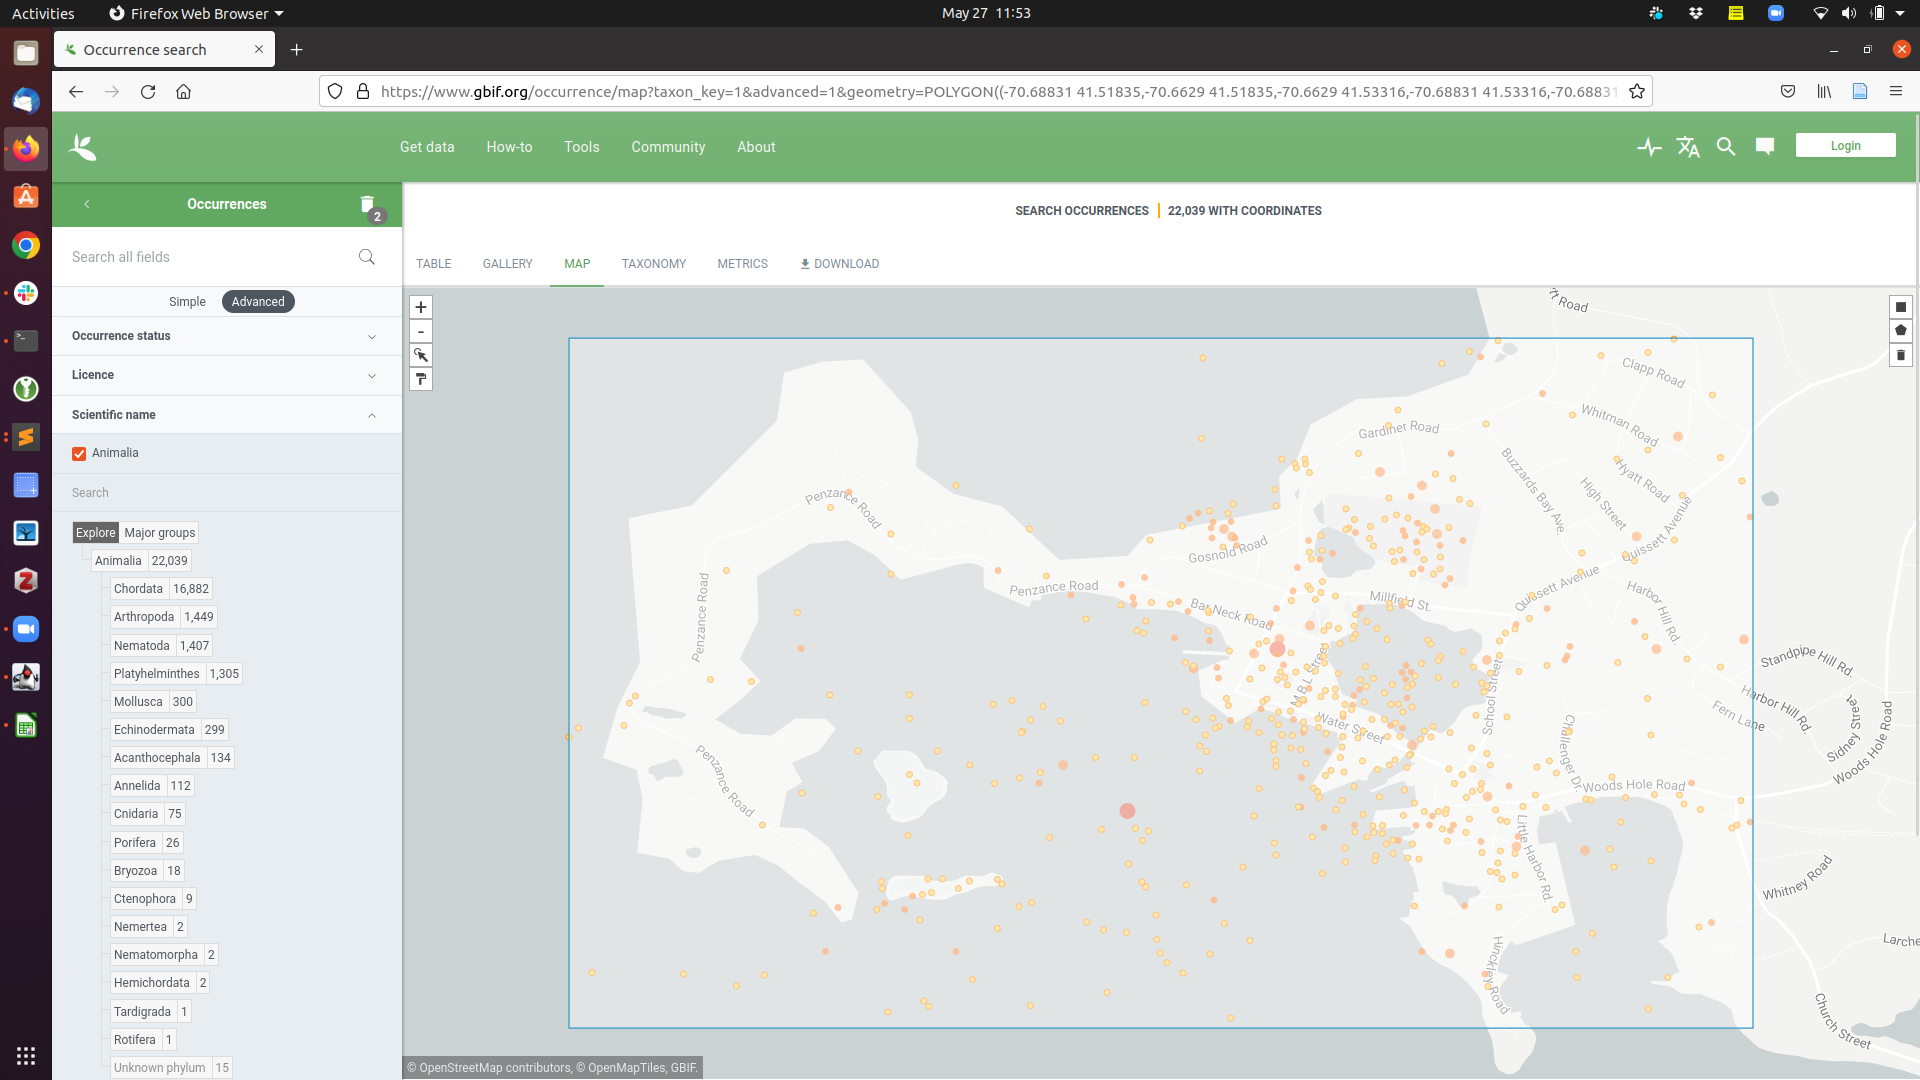 Activities
Firefox Web Browser
May 27 11:53
Occurrence search
https://www.gbif.org/occurrence/map?taxon_key=1&advanced=1&geometry=POLYGON((-70.68831 41.51835,-70.6629 41.51835,-70.6629 41.53316,-70.68831 41.53316,-70.68831
Get data
How-to
Tools
Community
About
Login
Occurrences
2
SEARCH OCCURRENCES | 22,039 WITH COORDINATES
Search all fields
TABLE
GALLERY
MAP
TAXONOMY
METRICS
DOWNLOAD
Simple
Advanced
Occurrence status
Licence
Scientific name
Animalia
Search
Explore Major groups
Animalia 22,039
Chordata 16,882
Arthropoda 1,449
Nematoda 1,407
Platyhelminthes 1,305
Mollusca 300
Echinodermata 299
Acanthocephala 134
Annelida 112
Cnidaria 75
Porifera 26
Bryozoa 18
Ctenophora 9
Nemertea 2
Nematomorpha 2
Hemichordata 2
Tardigrada 1
Rotifera 1
Unknown phylum 15
+
-
Road
Clapp Road
Whitman Road
Gardiner Road
Hyatt Road
Buzzards Bay Ave.
High Street
Quissett Avenue
Penzance Road
Gosnold Road
Penzance Road
Quissett Avenue
Millfield St.
Bar Neck Road
Harbor Hill Rd.
Penzance Road
Standpipe Hill Rd.
M.B.L. Street
School Street
Harbor Hill Rd
Fern Lane
Sidney Street
Woods Hole Road
Water Street
Challenger Dr.
Penzance Road
Woods Hole Road
Little Harbor Rd.
Whitney Road
Hinckley Road
Larche
Church Street
© OpenStreetMap contributors, © OpenMapTiles, GBIF.